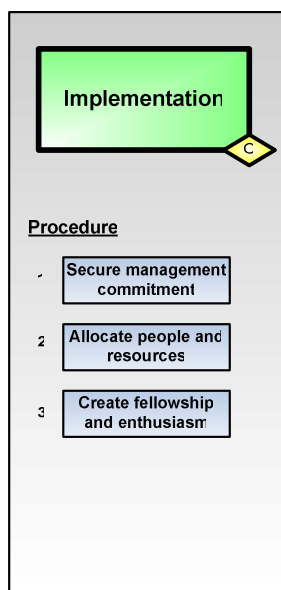 Implementation
C
Procedure
Secure management
commitment
2
Allocate people and
resources
3
Create fellowship
and enthusiasm